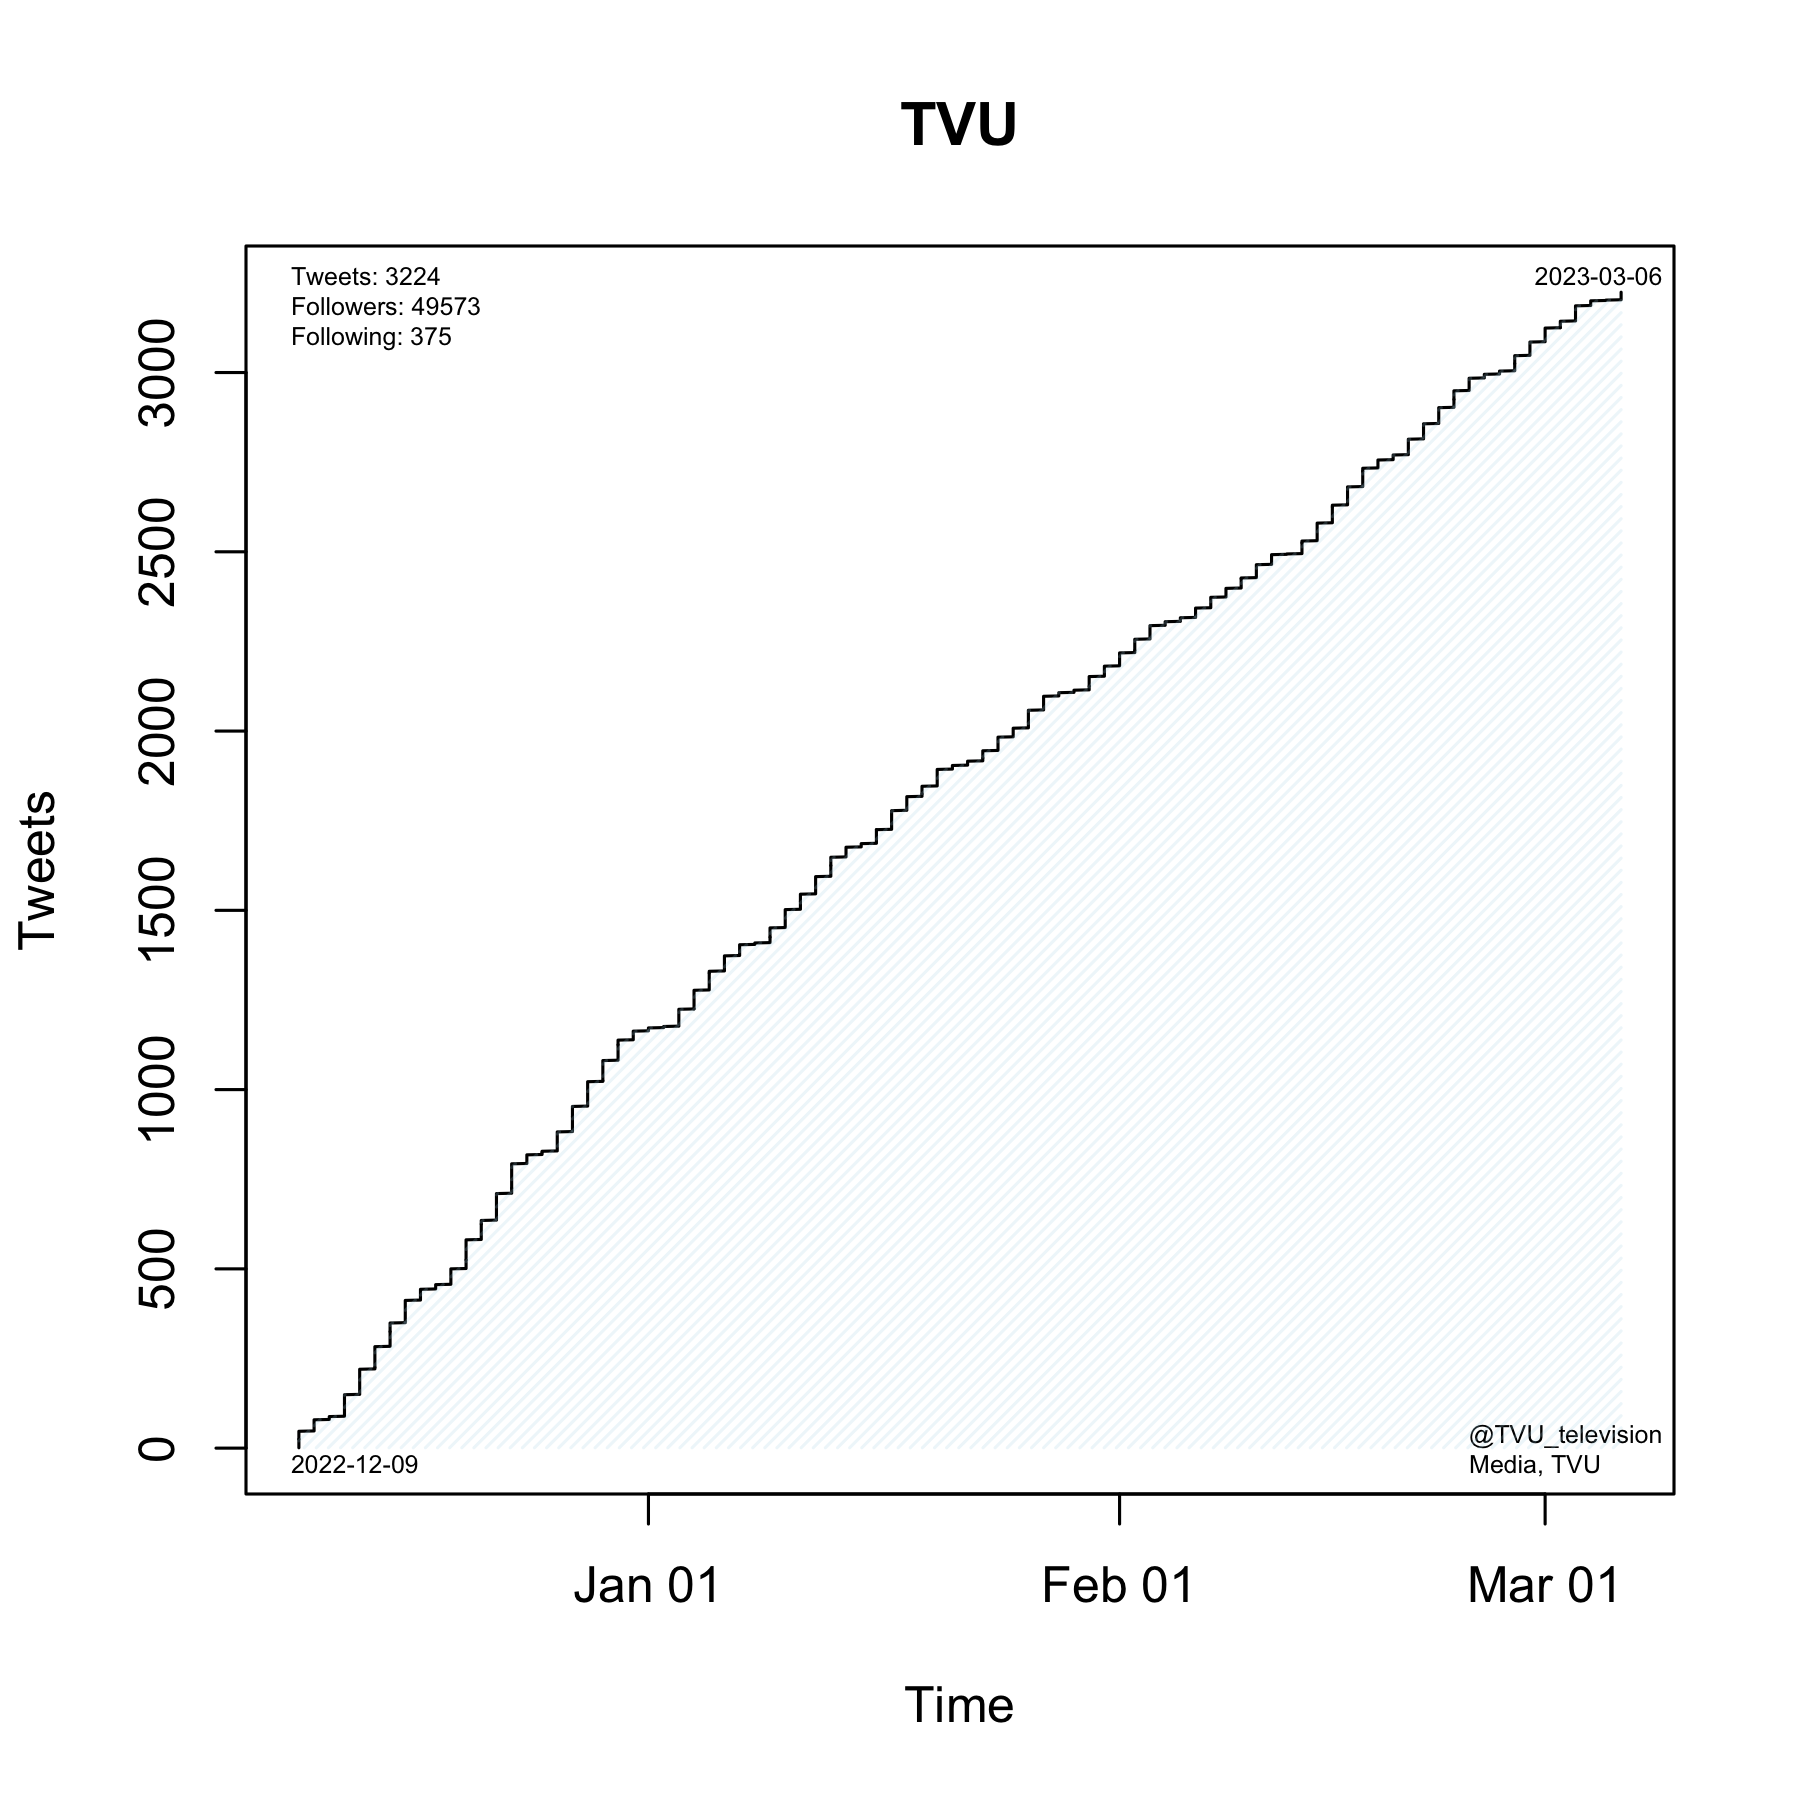 TVU
Tweets: 3224
Followers: 49573
Following: 375
2023-03-06
3000
2500
2000
1500
1000
500
0
Tweets
@TVU_television
Media, TVU
2022-12-09
Jan 01
Feb 01
Mar 01
Time